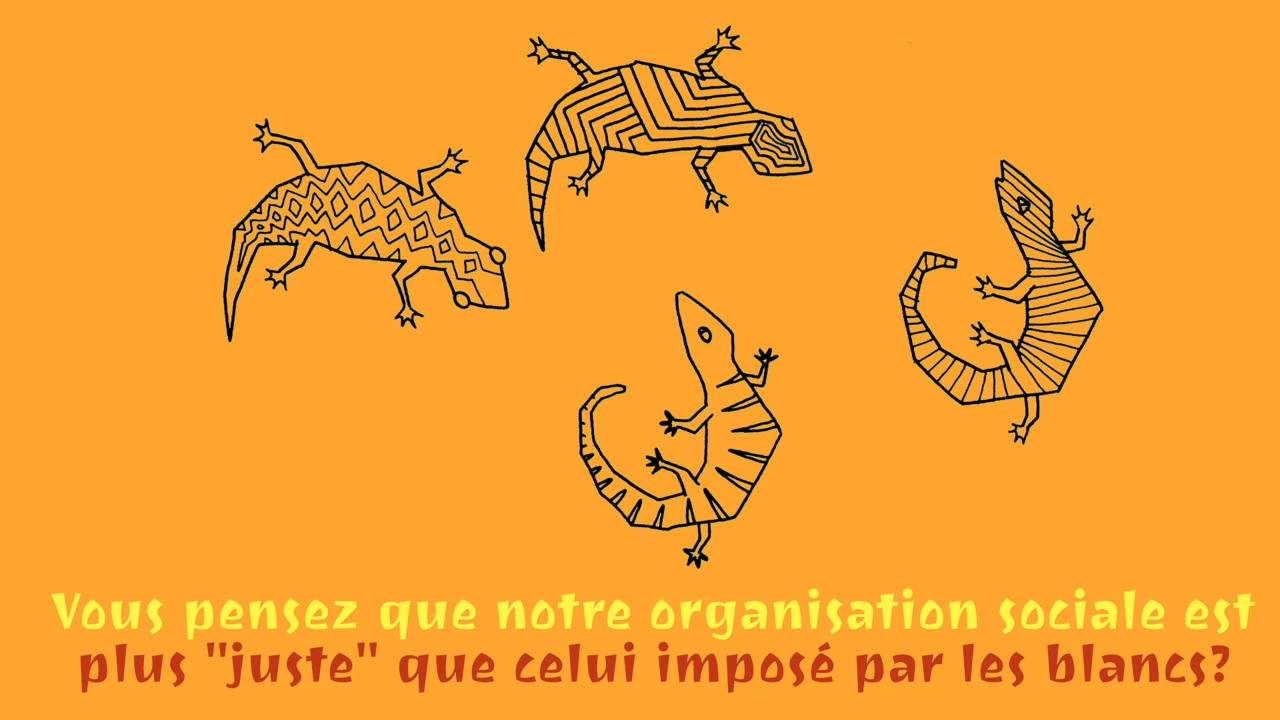 Vous pensez que notre organisation sociale est
plus "juste" que celui imposé par les blancs?